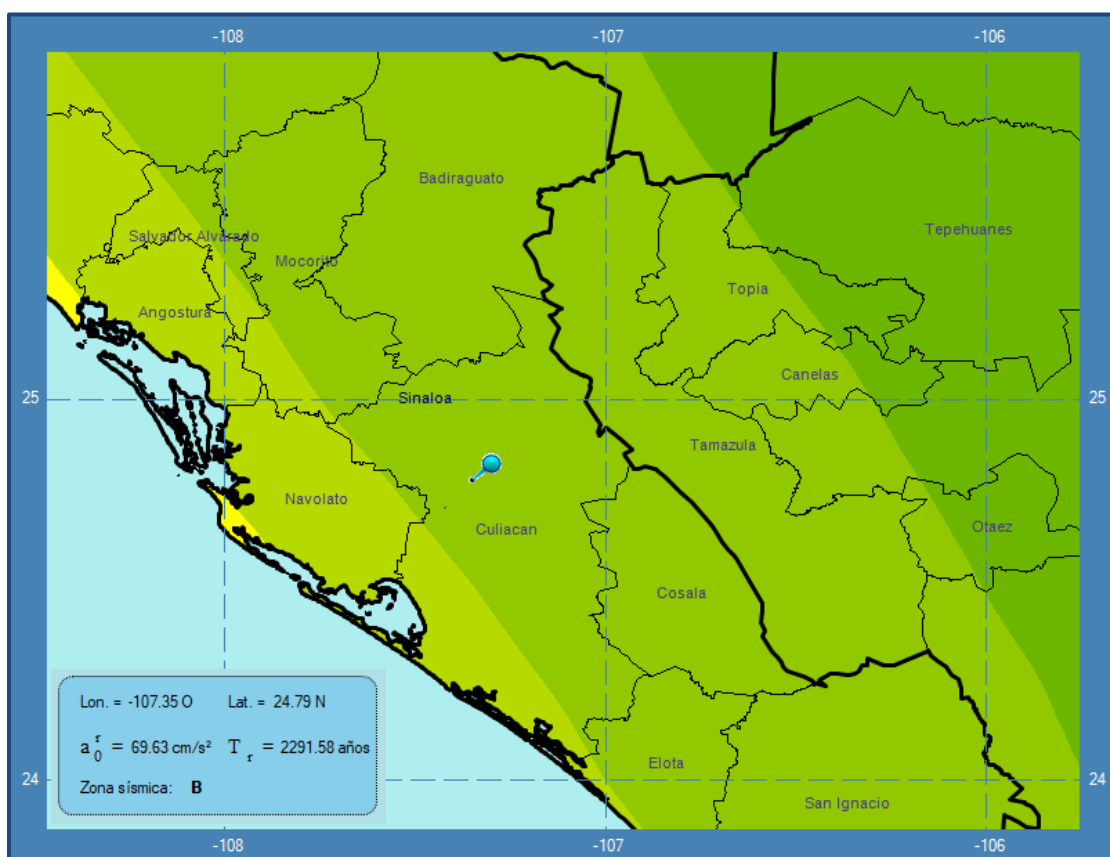 -108 -107 -106
Badiraguato
Tepehuanes
Salvador Alvarado
Mocorito
Topia
Angostura
Canelas
25 Sinaloa 25
Tamazula
Navolato
Culiacan
Otaez
Cosala
Lon. = -107.35 O Lat. = 24.79 N
a₀ʳ = 69.63 cm/s² T ᵣ = 2291.58 años
Elota
24 Zona sísmica: B 24
San Ignacio
-108 -107 -106